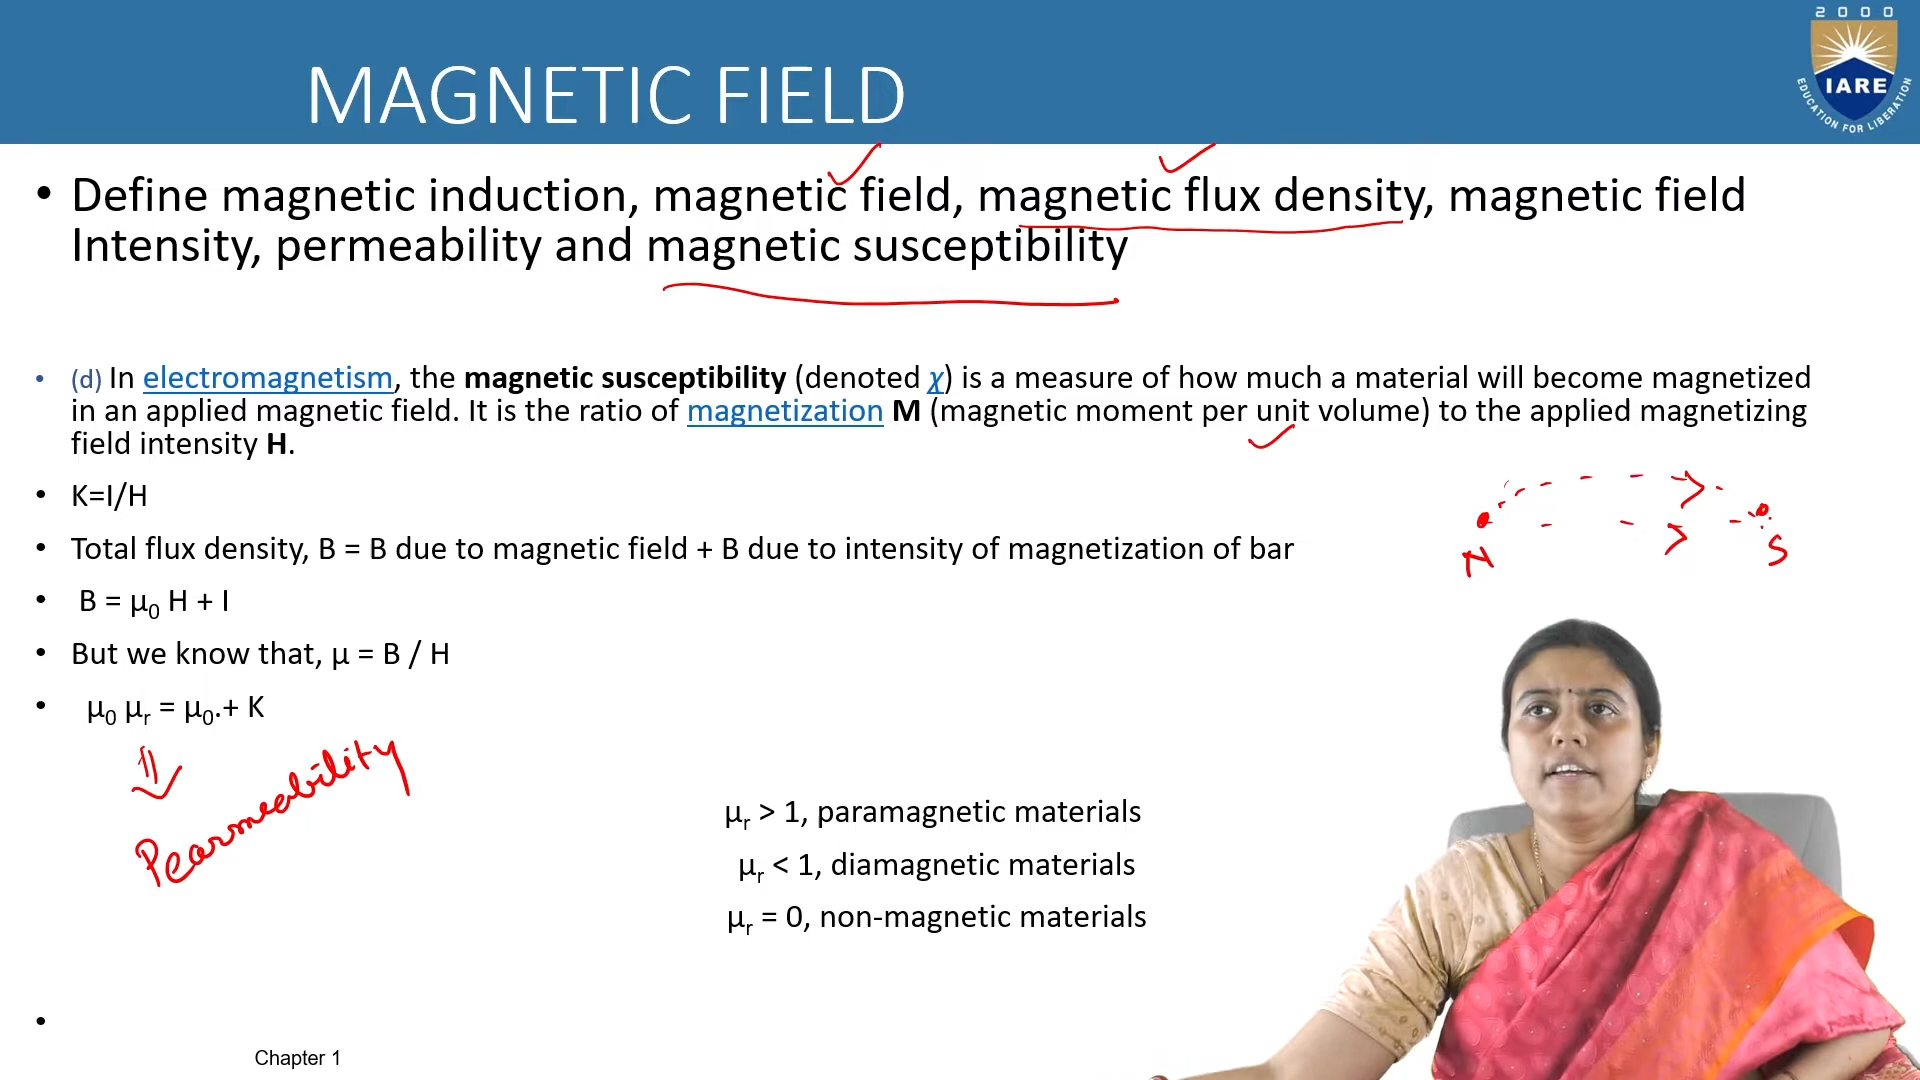 2000
IARE
EDUCATION FOR LIBERATION
MAGNETIC FIELD
• Define magnetic induction, magnetic field, magnetic flux density, magnetic field
Intensity, permeability and magnetic susceptibility
• (d) In electromagnetism, the magnetic susceptibility (denoted χ) is a measure of how much a material will become magnetized
in an applied magnetic field. It is the ratio of magnetization M (magnetic moment per unit volume) to the applied magnetizing
field intensity H.
• K=I/H
• Total flux density, B = B due to magnetic field + B due to intensity of magnetization of bar
• B = μ₀ H + I
• But we know that, μ = B / H
• μ₀ μᵣ = μ₀.+ K
N S
Pearmeability
μᵣ > 1, paramagnetic materials
μᵣ < 1, diamagnetic materials
μᵣ = 0, non-magnetic materials
•
Chapter 1